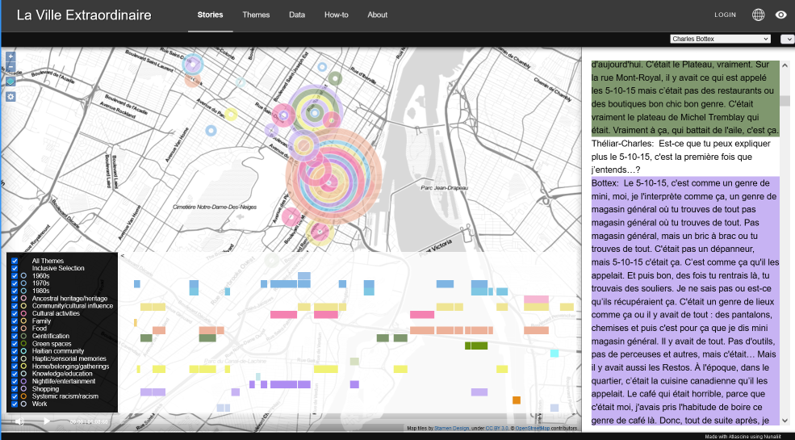 La Ville Extraordinaire
Stories
Themes
Data
How-to
About
LOGIN
Charles Bottex
Parc Jean-Drapeau
Cimetière Notre-Dame-Des-Neiges
Victoria
All Themes
Inclusive Selection
1960s
1970s
1980s
Ancestral heritage/heritage
Community/cultural influence
Cultural activities
Family
Food
Gentrification
Green spaces
Haitian community
Haptic/sensorial memories
Home/belonging/gatherings
Knowledge/education
Nightlife/entertainment
Shopping
Systemic racism/racism
Work
Map tiles by Stamen Design, under CC BY 3.0. © OpenStreetMap contributors.
d'aujourd'hui. C'était le Plateau, vraiment. Sur
la rue Mont-Royal, il y avait ce qui est appelé
les 5-10-15 mais c'était pas des restaurants ou
des boutiques bon chic bon genre. C'était
vraiment le plateau de Michel Tremblay qui
était. Vraiment à ça, qui battait de l'aile, c'est ça.
Théliar-Charles: Est-ce que tu peux expliquer
plus le 5-10-15, c'est la première fois que
j'entends…?
Bottex: Le 5-10-15, c'est comme un genre de
mini, moi, je l'interprète comme ça, un genre de
magasin général où tu trouves de tout pas
magasin général où tu trouves de tout. Pas
magasin général, mais un bric à brac ou tu
trouves de tout. C'était pas un dépanneur,
mais 5-10-15 c'était ça. C'est comme ça qu'il les
appelait. Et puis bon, des fois tu rentrais là, tu
trouvais des souliers. Je ne sais pas ou est-ce
qu'ils récupéraient ça. C'était un genre de lieux
comme ça ou il y avait de tout : des pantalons,
chemises et puis c'est pour ça que je dis mini
magasin général. Il y avait de tout. Pas d'outils,
pas de perceuses et autres, mais c'était… Mais
il y avait aussi les Restos. À l'époque, dans le
quartier, c'était la cuisine canadienne qu'il les
appelait. Le café qui était horrible, parce que
c'était moi, j'avais pris l'habitude de boire ce
genre de café là. Donc, tout de suite après, je
Made with Atlascine using Nunaliit